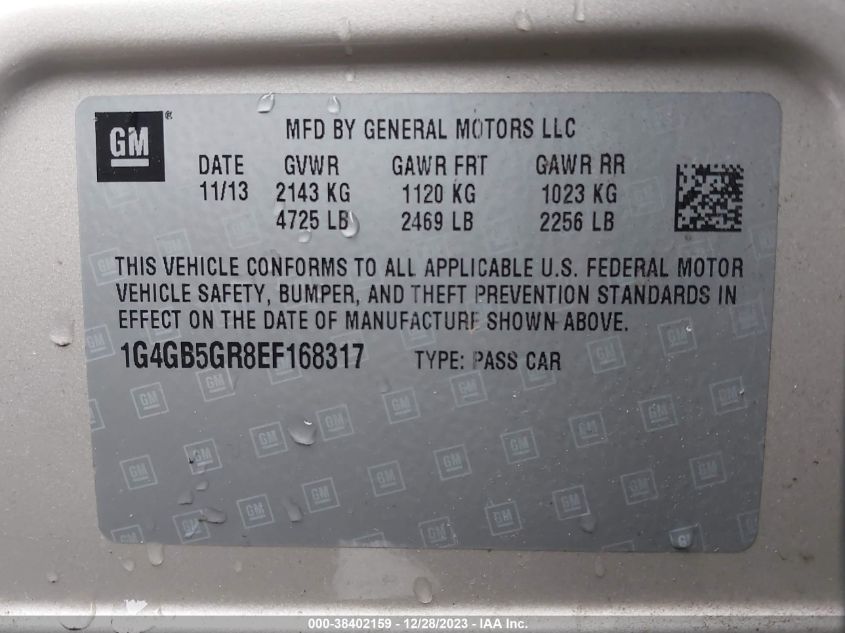 GM ®
MFD BY GENERAL MOTORS LLC
DATE GVWR GAWR FRT GAWR RR
11/13 2143 KG 1120 KG 1023 KG
4725 LB 2469 LB 2256 LB
THIS VEHICLE CONFORMS TO ALL APPLICABLE U.S. FEDERAL MOTOR
VEHICLE SAFETY, BUMPER, AND THEFT PREVENTION STANDARDS IN
EFFECT ON THE DATE OF MANUFACTURE SHOWN ABOVE.
1G4GB5GR8EF168317 TYPE: PASS CAR
000-38402159 - 12/28/2023 - IAA Inc.